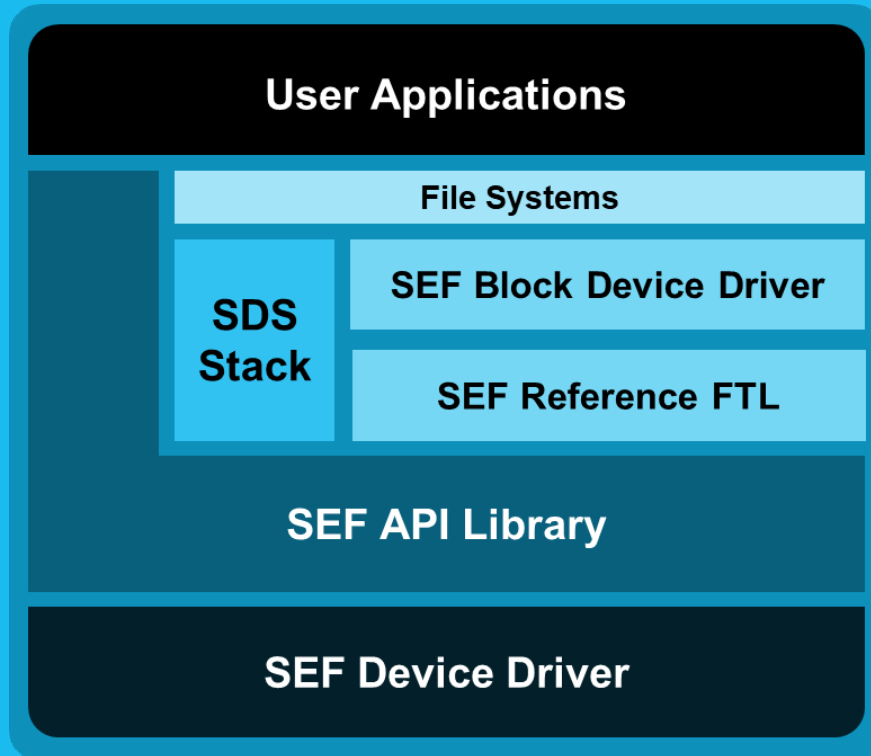 User Applications
File Systems
SDS
Stack
SEF Block Device Driver
SEF Reference FTL
SEF API Library
SEF Device Driver